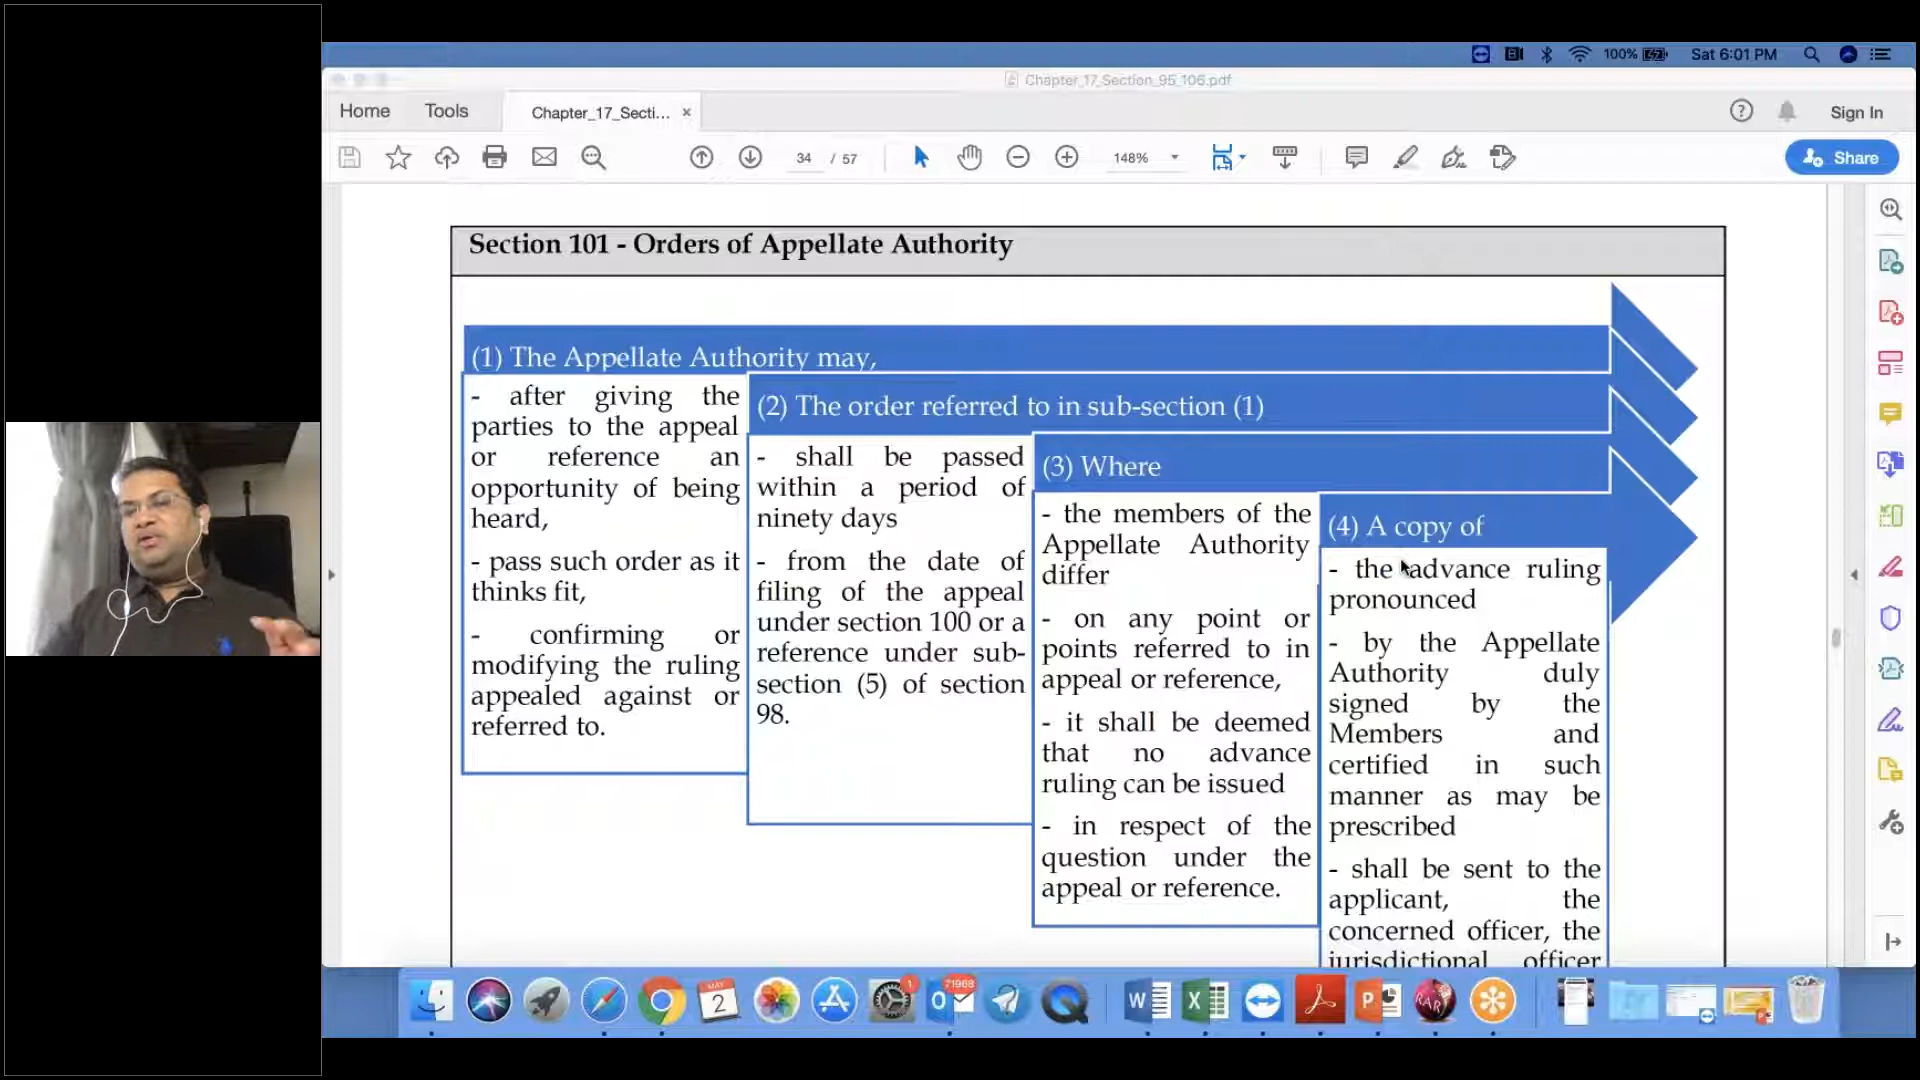 100%
Sat 6:01 PM
Chapter_17_Section_95_106.pdf
Home
Tools
Chapter_17_Secti...
Sign In
34 / 57
148%
Share
Section 101 - Orders of Appellate Authority
(1) The Appellate Authority may,
- after giving the
parties to the appeal
or reference an
opportunity of being
heard,
- pass such order as it
thinks fit,
- confirming or
modifying the ruling
appealed against or
referred to.
(2) The order referred to in sub-section (1)
- shall be passed
within a period of
ninety days
- from the date of
filing of the appeal
under section 100 or a
reference under sub-
section (5) of section
98.
(3) Where
- the members of the
Appellate Authority
differ
- on any point or
points referred to in
appeal or reference,
- it shall be deemed
that no advance
ruling can be issued
- in respect of the
question under the
appeal or reference.
(4) A copy of
- the advance ruling
pronounced
- by the Appellate
Authority duly
signed by the
Members and
certified in such
manner as may be
prescribed
- shall be sent to the
applicant, the
concerned officer, the
jurisdictional officer
MAY
2
1
71968
RAR